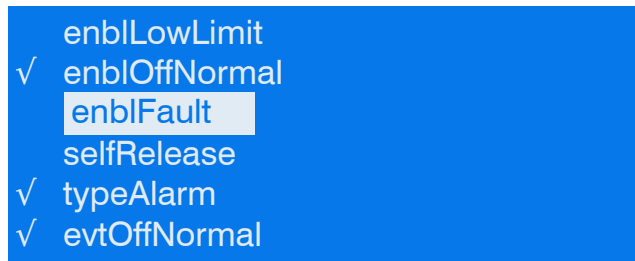 enblLowLimit
√ enblOffNormal
enblFault
selfRelease
√ typeAlarm
√ evtOffNormal